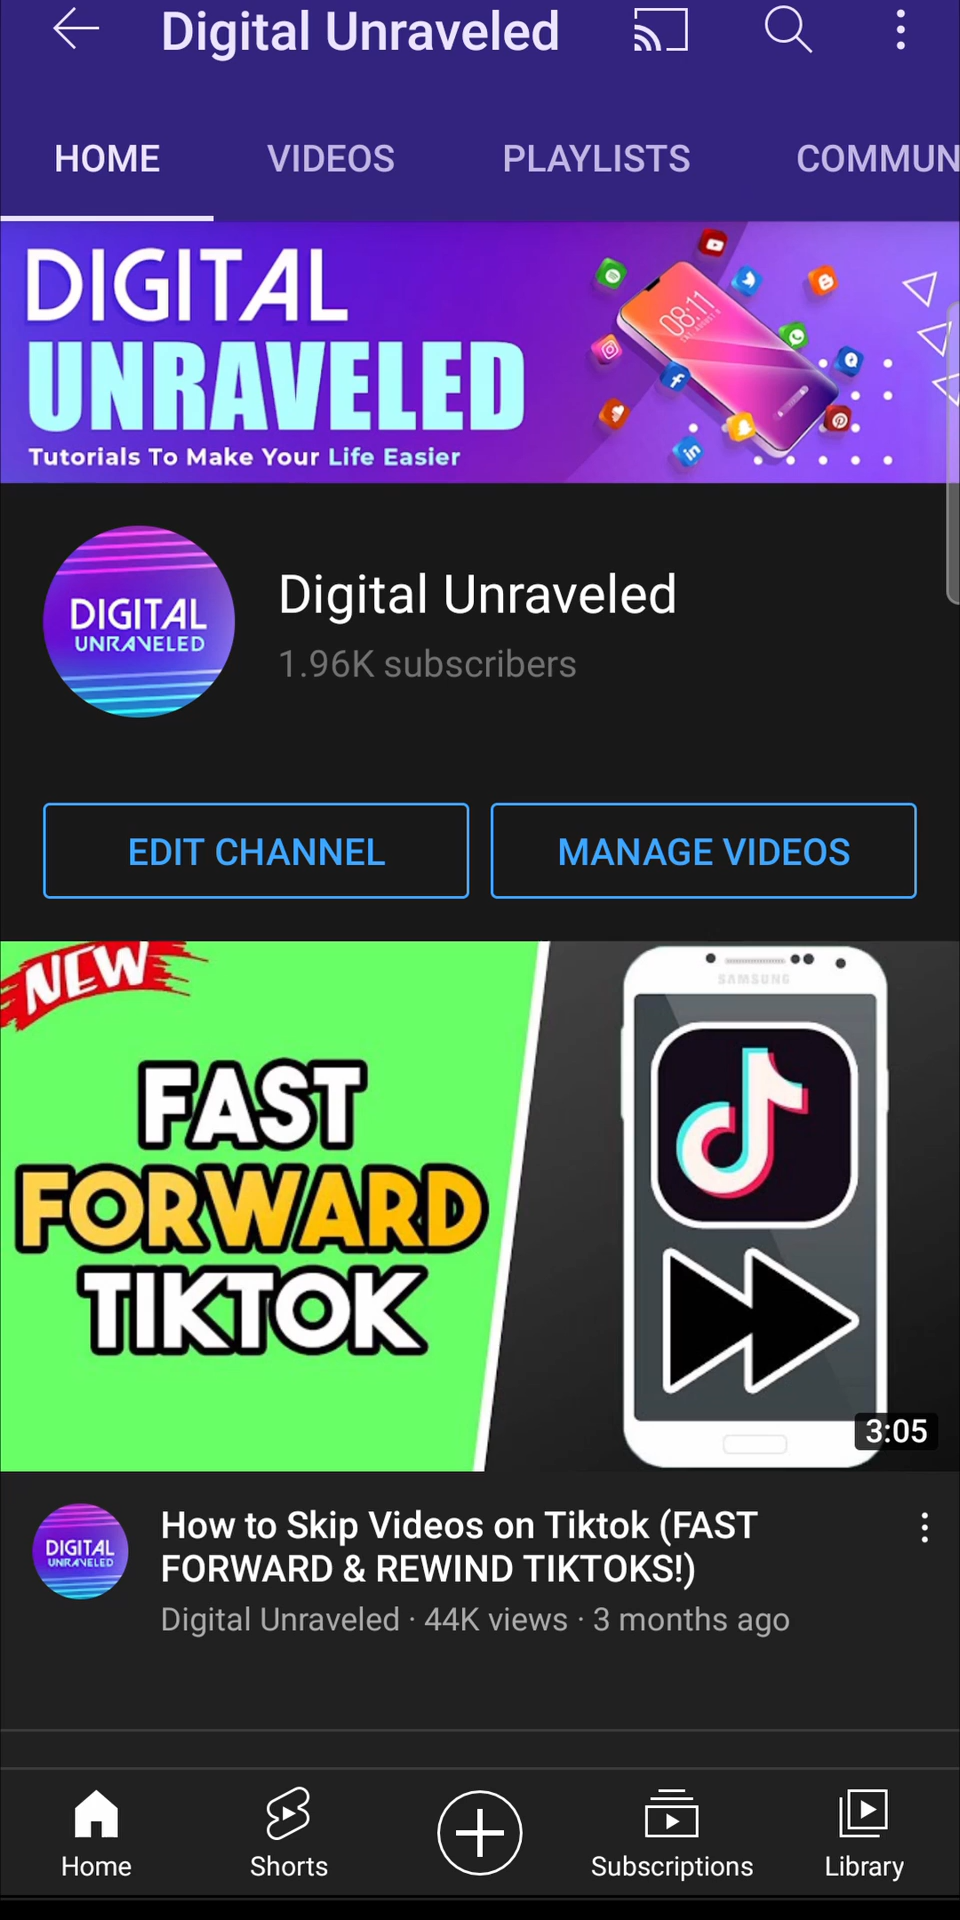 Digital Unraveled
HOME VIDEOS PLAYLISTS COMMUN
DIGITAL
UNRAVELED
Tutorials To Make Your Life Easier
08:11
DIGITAL
UNRAVELED
Digital Unraveled
1.96K subscribers
EDIT CHANNEL MANAGE VIDEOS
NEW
SAMSUNG
FAST
FORWARD
TIKTOK
3:05
DIGITAL
UNRAVELED
How to Skip Videos on Tiktok (FAST
FORWARD & REWIND TIKTOKS!)
Digital Unraveled · 44K views · 3 months ago
Home Shorts Subscriptions Library